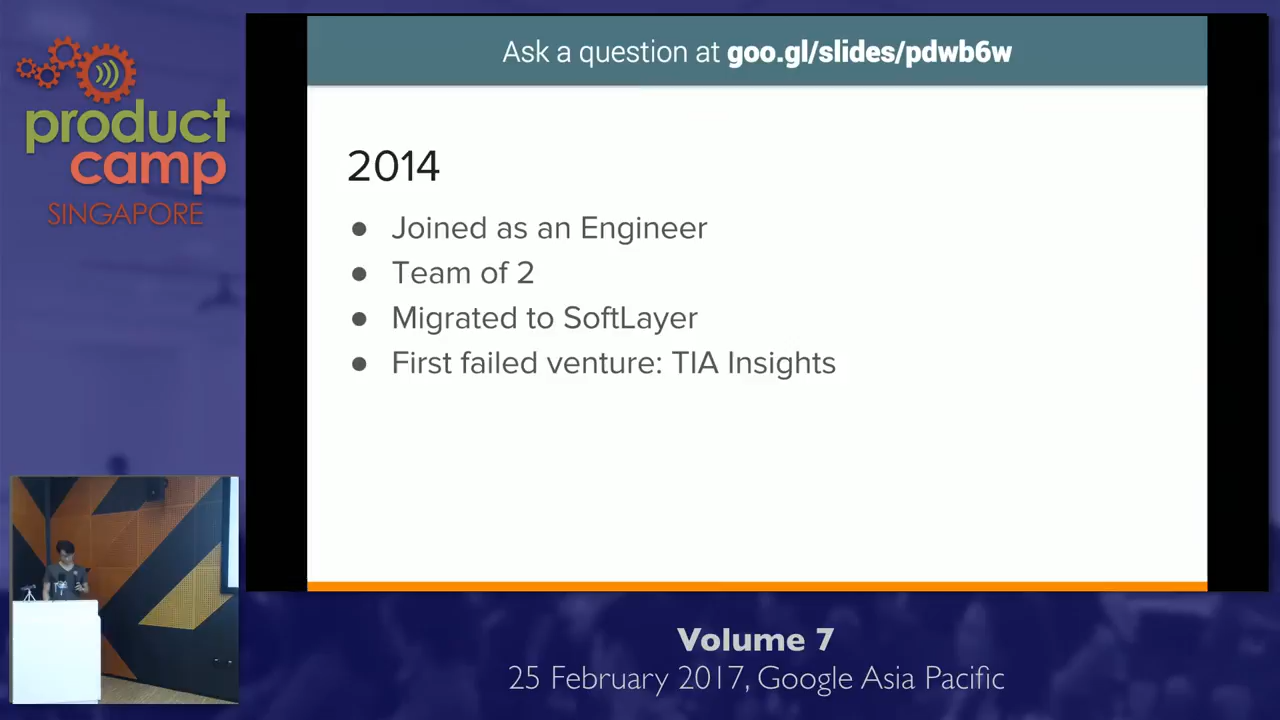 product
camp
SINGAPORE
Ask a question at goo.gl/slides/pdwb6w
2014
● Joined as an Engineer
● Team of 2
● Migrated to SoftLayer
● First failed venture: TIA Insights
Volume 7
25 February 2017, Google Asia Pacific